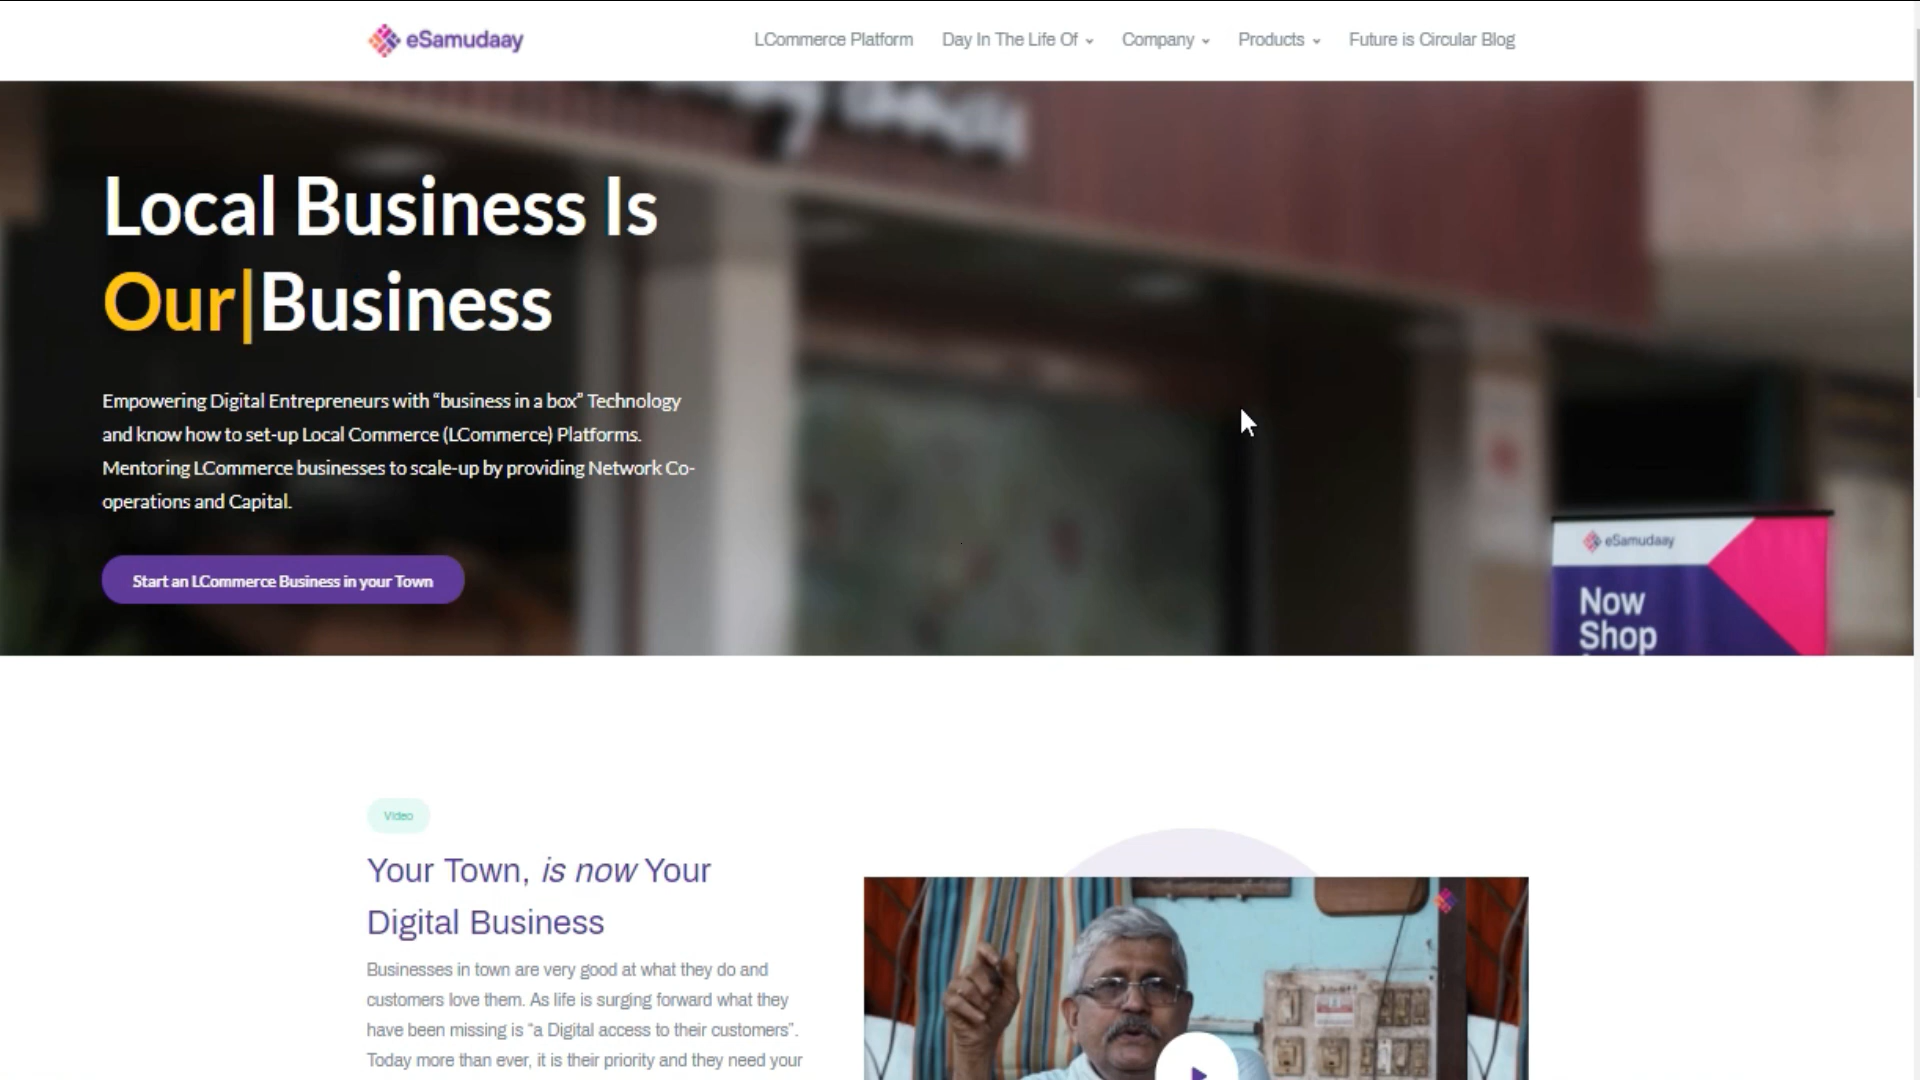 eSamudaay
LCommerce Platform
Day In The Life Of
Company
Products
Future is Circular Blog
Local Business Is
Our|Business
Empowering Digital Entrepreneurs with “business in a box” Technology
and know how to set-up Local Commerce (LCommerce) Platforms.
Mentoring LCommerce businesses to scale-up by providing Network Co-
operations and Capital.
Start an LCommerce Business in your Town
eSamudaay
Now
Shop
Video
Your Town, is now Your
Digital Business
Businesses in town are very good at what they do and
customers love them. As life is surging forward what they
have been missing is “a Digital access to their customers”.
Today more than ever, it is their priority and they need your